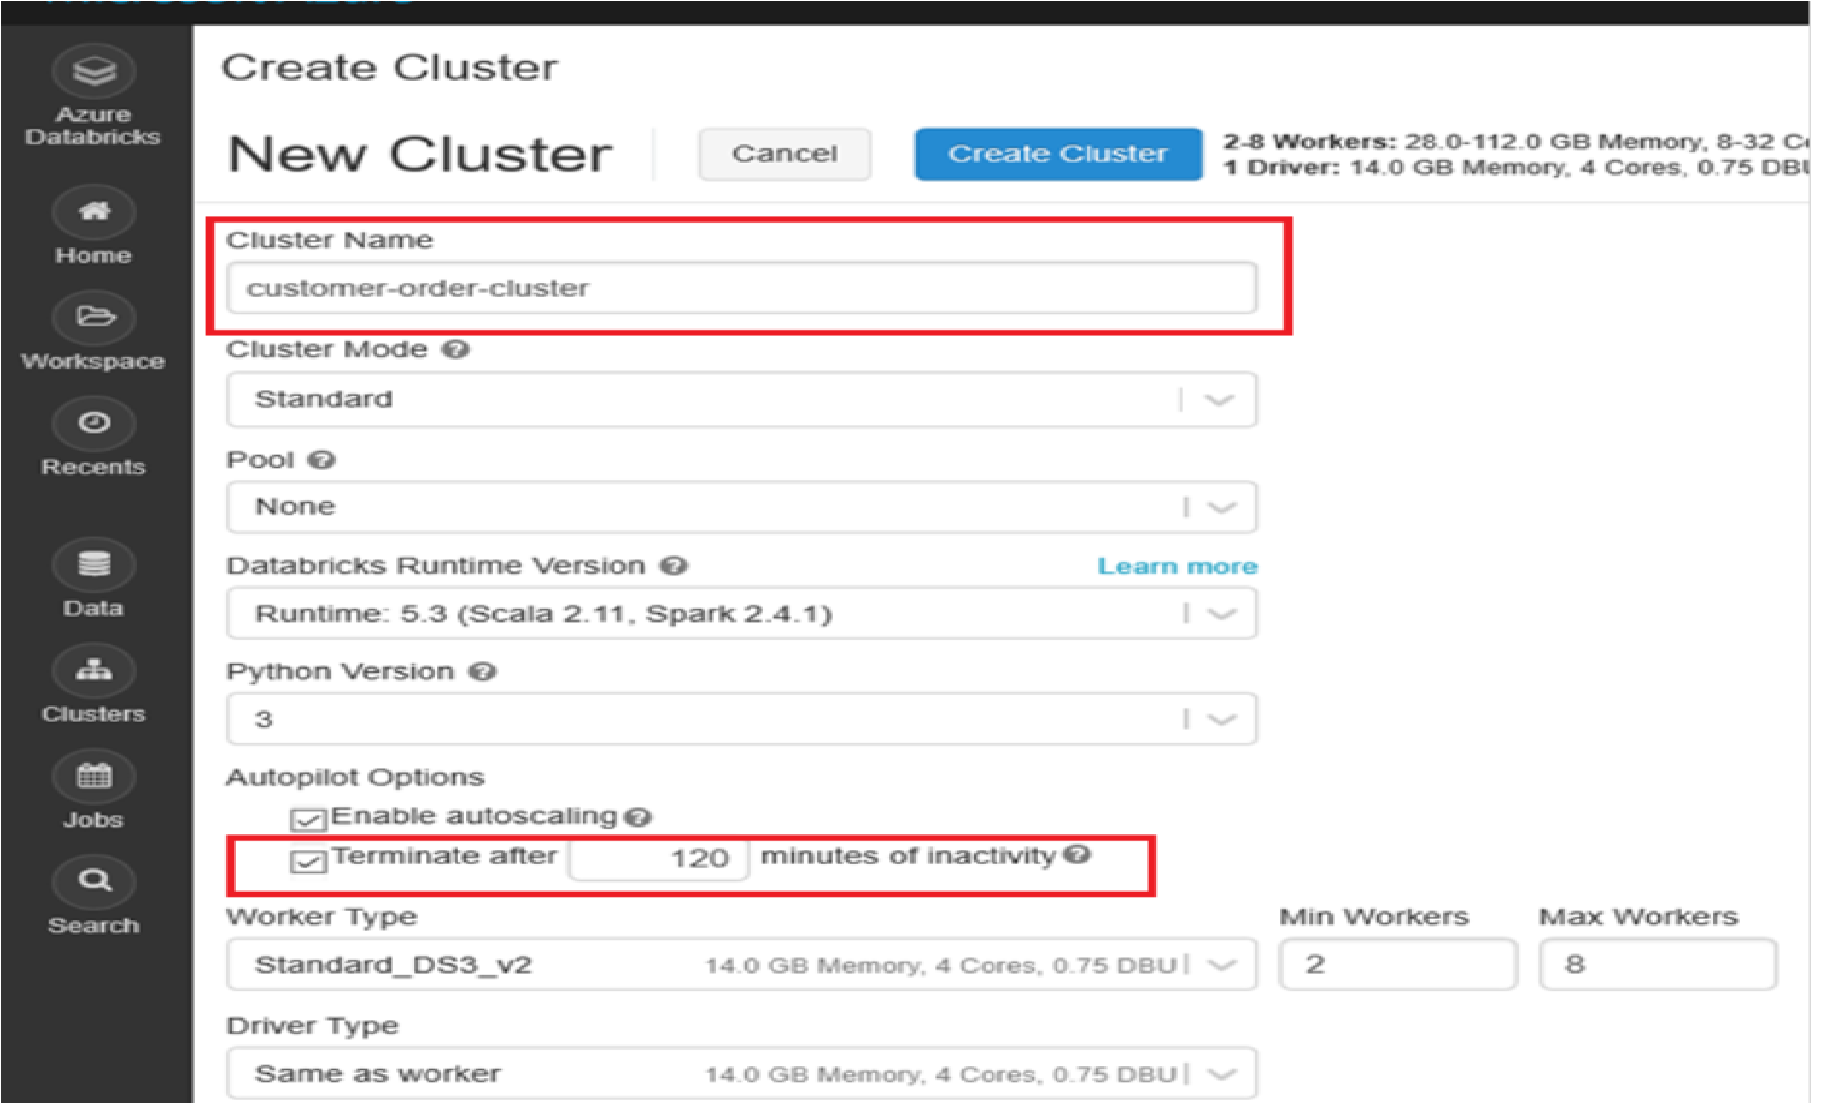 Azure
Databricks
Home
Workspace
Recents
Data
Clusters
Jobs
Search
Create Cluster
New Cluster
Cancel
Create Cluster
2-8 Workers: 28.0-112.0 GB Memory, 8-32
1 Driver: 14.0 GB Memory, 4 Cores, 0.75
Cluster Name
customer-order-cluster
Cluster Mode
Standard
Pool
None
Databricks Runtime Version
Learn more
Runtime: 5.3 (Scala 2.11, Spark 2.4.1)
Python Version
3
Autopilot Options
Enable autoscaling
Terminate after 120 minutes of inactivity
Worker Type
Min Workers
Max Workers
Standard_DS3_v2 14.0 GB Memory, 4 Cores, 0.75 DBU
2
8
Driver Type
Same as worker 14.0 GB Memory, 4 Cores, 0.75 DBU